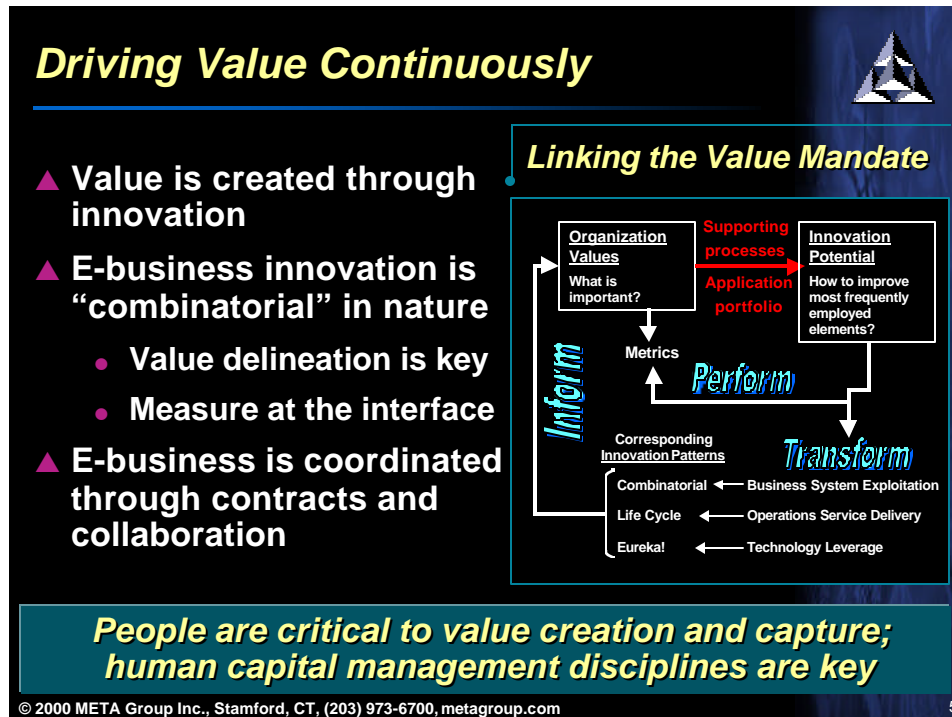 Driving Value Continuously
Value is created through
innovation
E-business innovation is
“combinatorial” in nature
Value delineation is key
Measure at the interface
E-business is coordinated
through contracts and
collaboration
Linking the Value Mandate
Organization
Values
What is
important?
Supporting
processes
Application
portfolio
Innovation
Potential
How to improve
most frequently
employed
elements?
Metrics
Inform
Perform
Transform
Corresponding
Innovation Patterns
Combinatorial
Business System Exploitation
Life Cycle
Operations Service Delivery
Eureka!
Technology Leverage
People are critical to value creation and capture;
human capital management disciplines are key
© 2000 META Group Inc., Stamford, CT, (203) 973-6700, metagroup.com